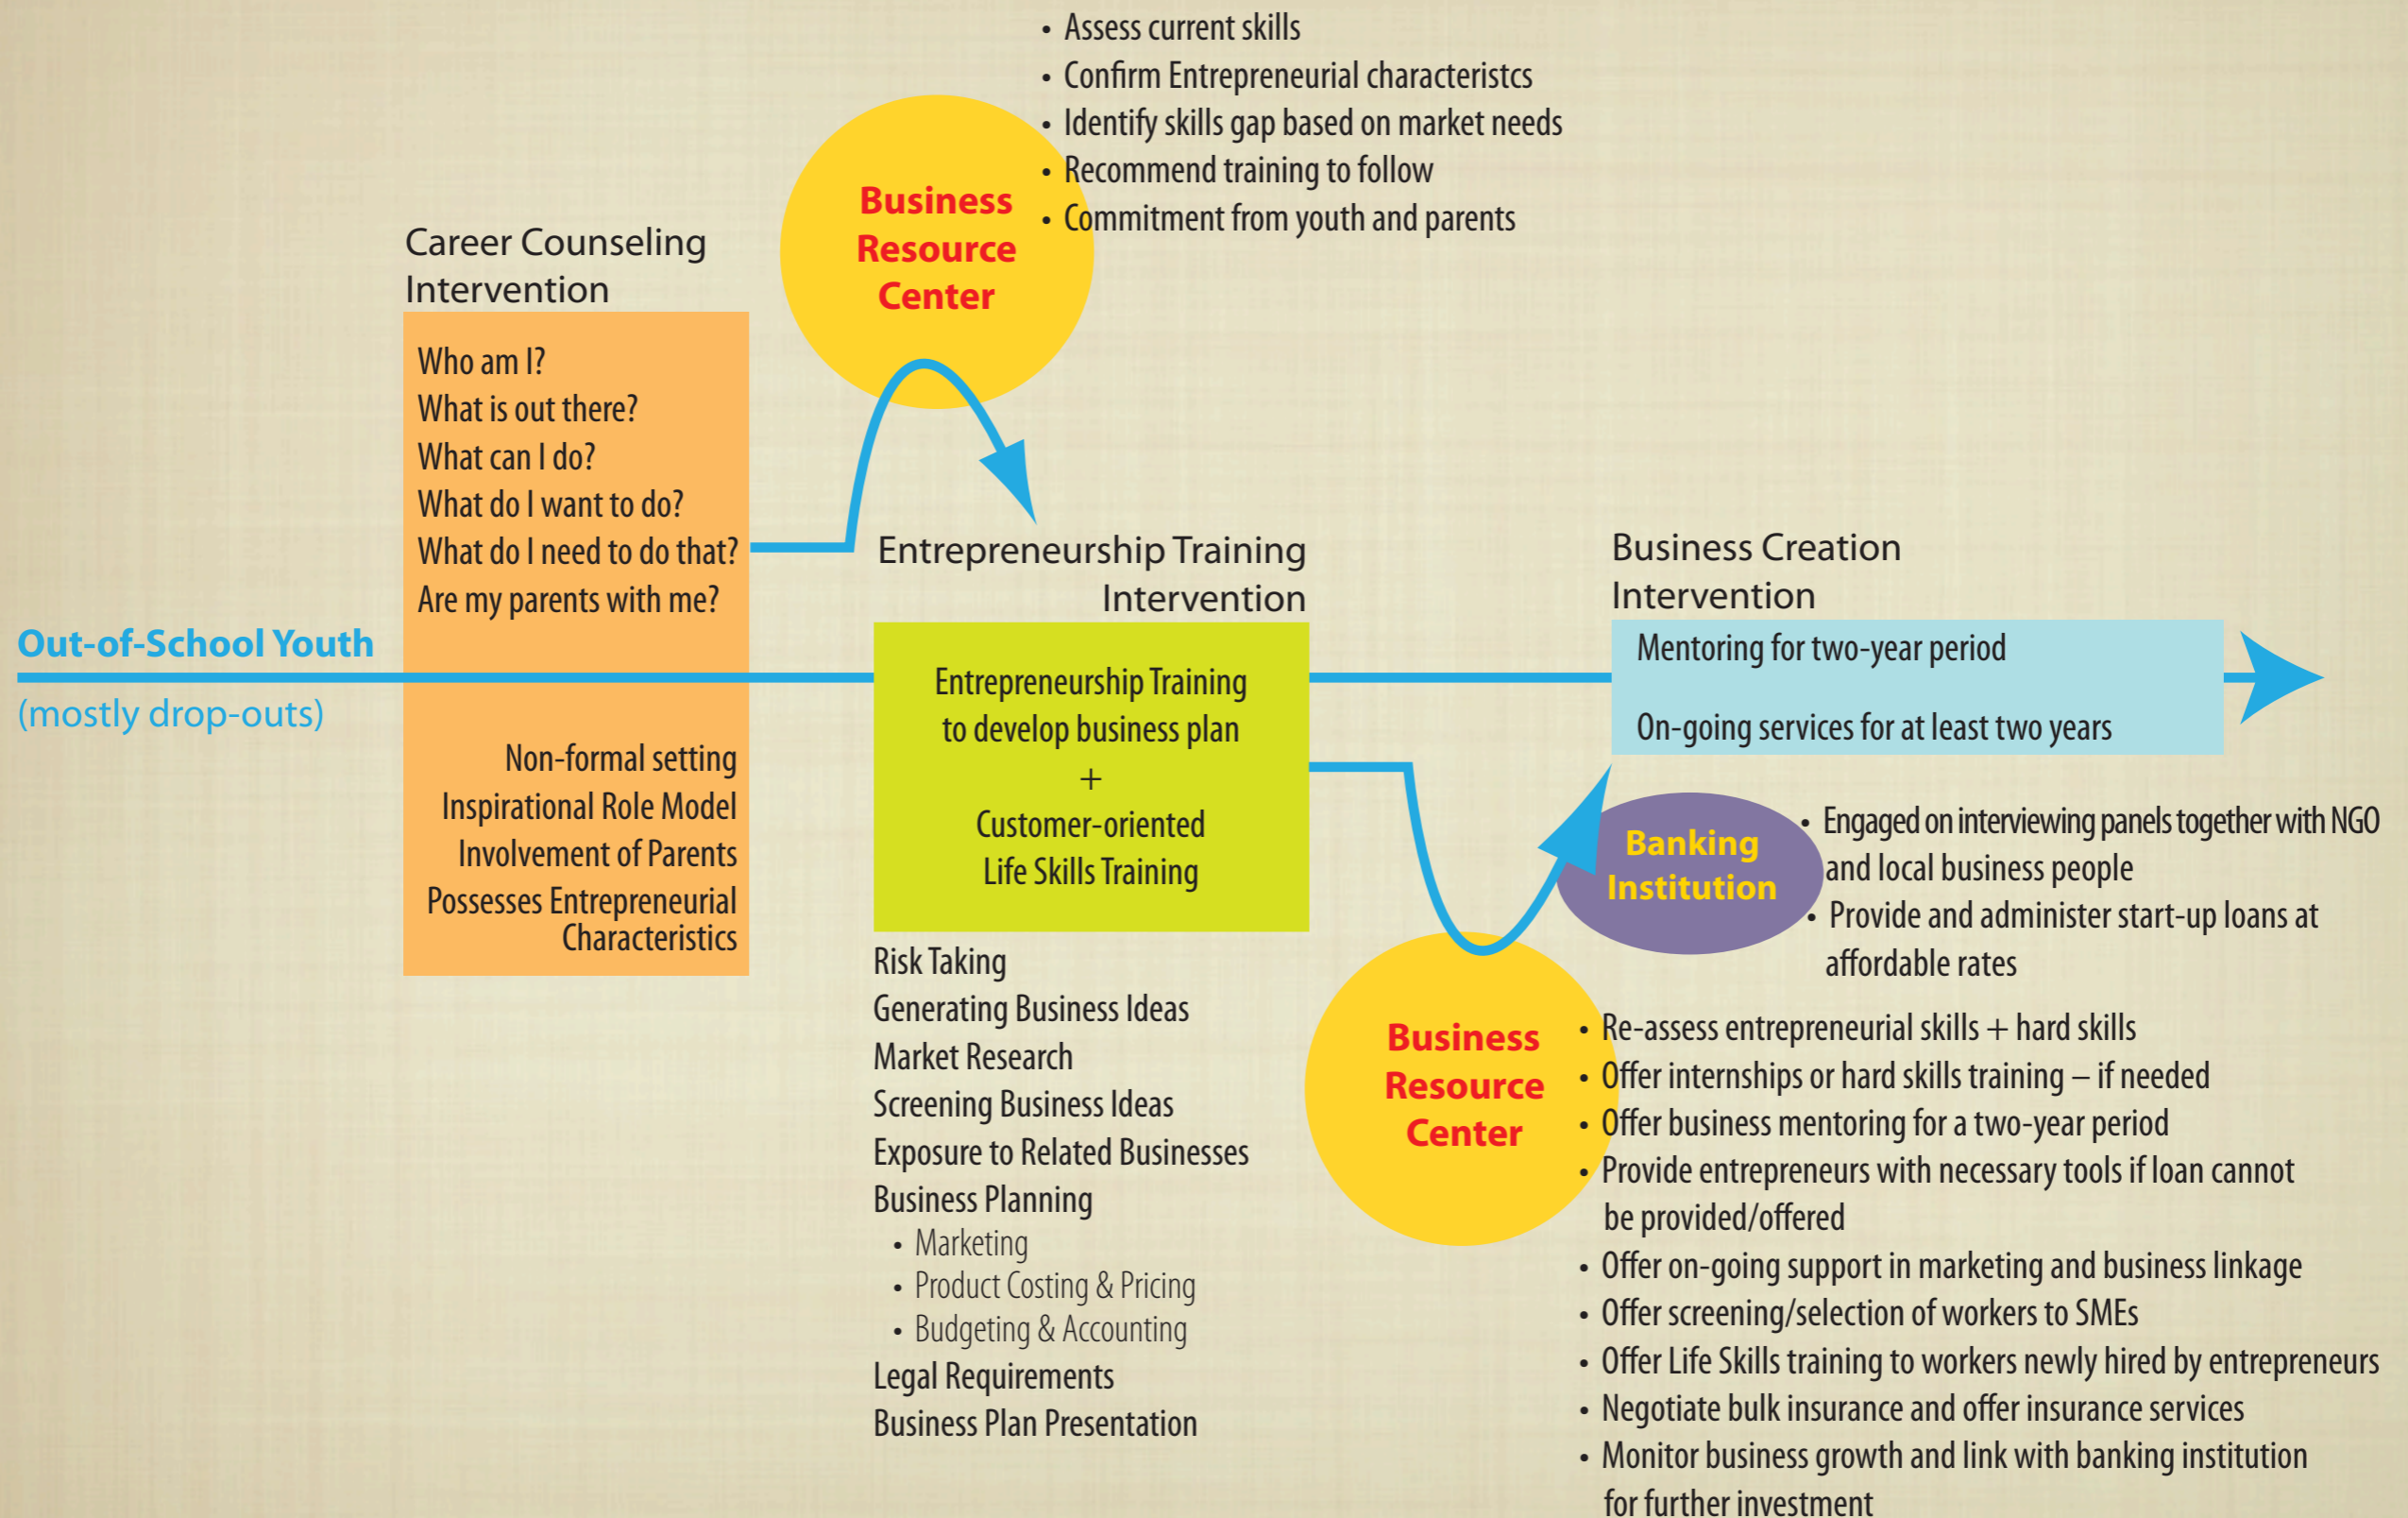 • Assess current skills
• Confirm Entrepreneurial characteristcs
• Identify skills gap based on market needs
• Recommend training to follow
• Commitment from youth and parents
Business
Resource
Center
Career Counseling
Intervention
Who am I?
What is out there?
What can I do?
What do I want to do?
What do I need to do that?
Are my parents with me?
Out-of-School Youth
(mostly drop-outs)
Non-formal setting
Inspirational Role Model
Involvement of Parents
Possesses Entrepreneurial
Characteristics
Entrepreneurship Training
Intervention
Entrepreneurship Training
to develop business plan
+
Customer-oriented
Life Skills Training
Risk Taking
Generating Business Ideas
Market Research
Screening Business Ideas
Exposure to Related Businesses
Business Planning
• Marketing
• Product Costing & Pricing
• Budgeting & Accounting
Legal Requirements
Business Plan Presentation
Business Creation
Intervention
Mentoring for two-year period
On-going services for at least two years
Banking
Institution
• Engaged on interviewing panels together with NGO
and local business people
• Provide and administer start-up loans at
affordable rates
Business
Resource
Center
• Re-assess entrepreneurial skills + hard skills
• Offer internships or hard skills training – if needed
• Offer business mentoring for a two-year period
• Provide entrepreneurs with necessary tools if loan cannot
be provided/offered
• Offer on-going support in marketing and business linkage
• Offer screening/selection of workers to SMEs
• Offer Life Skills training to workers newly hired by entrepreneurs
• Negotiate bulk insurance and offer insurance services
• Monitor business growth and link with banking institution
for further investment